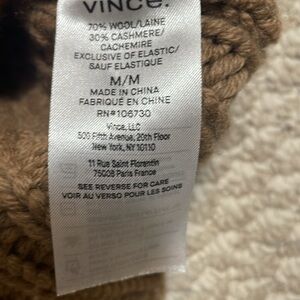 VINCE.
70% WOOL/LAINE
30% CASHMERE/
CACHEMIRE
EXCLUSIVE OF ELASTIC/
SAUF ELASTIQUE
M/M
MADE IN CHINA
FABRIQUÉ EN CHINE
RN#106730
Vince, LLC
500 Fifth Avenue, 20th Floor
New York, NY 10110
11 Rue Saint Florentin
75008 Paris France
SEE REVERSE FOR CARE
VOIR AU VERSO POUR LES SOINS